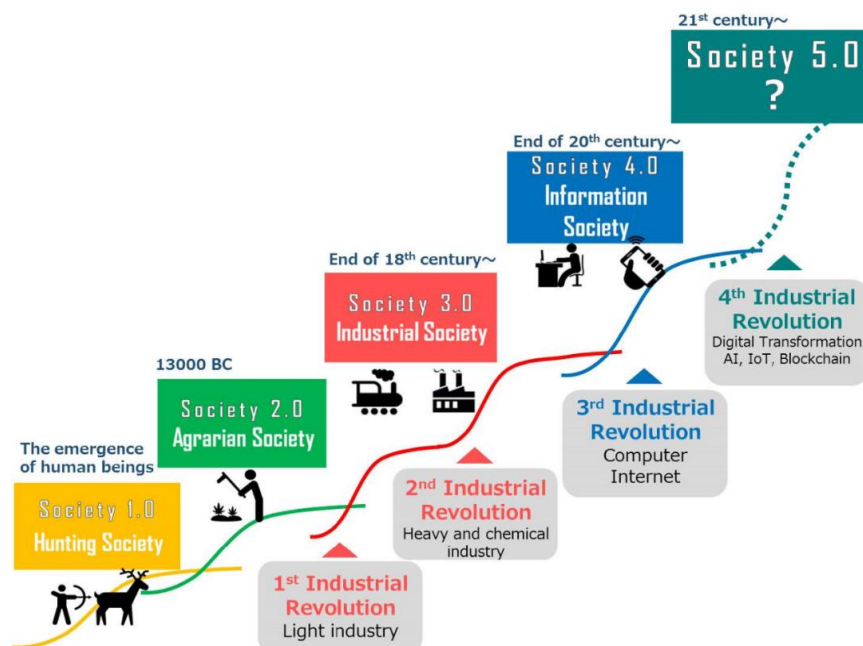 21st century~
Society 5.0
?
End of 20th century~
Society 4.0
Information
Society
End of 18th century~
Society 3.0
Industrial Society
13000 BC
Society 2.0
Agrarian Society
The emergence
of human beings
Society 1.0
Hunting Society
1st Industrial
Revolution
Light industry
2nd Industrial
Revolution
Heavy and chemical
industry
3rd Industrial
Revolution
Computer
Internet
4th Industrial
Revolution
Digital Transformation
AI, IoT, Blockchain